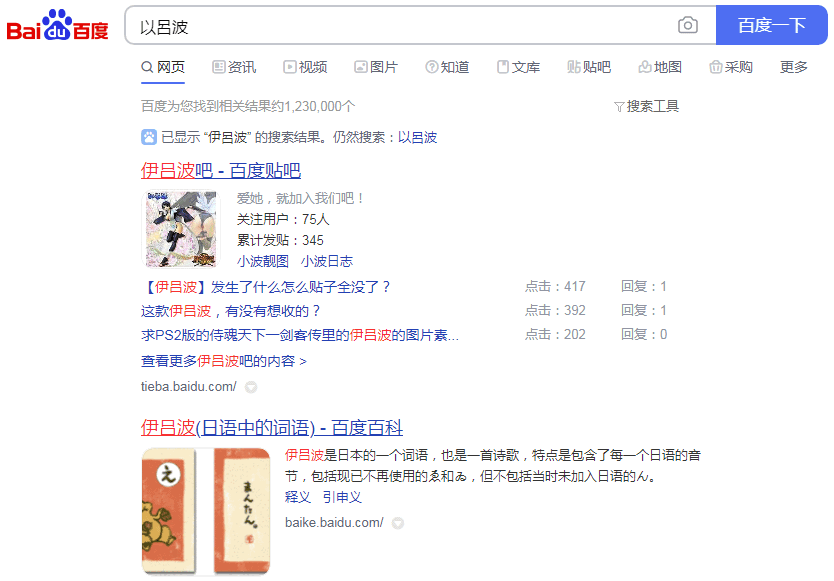 Bai du 百度
以呂波
百度一下
网页 资讯 视频 图片 知道 文库 贴吧 地图 采购 更多
百度为您找到相关结果约1,230,000个 搜索工具
已显示 “伊呂波” 的搜索结果。仍然搜索：以呂波
伊吕波吧 - 百度贴吧
爱她，就加入我们吧！
关注用户：75人
累计发贴：345
小波靓图 小波日志
【伊吕波】发生了什么怎么贴子全没了？ 点击：417 回复：1
这款伊吕波，有没有想收的？ 点击：392 回复：1
求PS2版的侍魂天下一剑客传里的伊吕波的图片素... 点击：202 回复：0
查看更多伊吕波吧的内容 >
tieba.baidu.com/
伊吕波(日语中的词语) - 百度百科
伊吕波是日本的一个词语，也是一首诗歌，特点是包含了每一个日语的音
节，包括现已不再使用的ゑ和ゐ，但不包括当时未加入日语的ん。
释义 引申义
baike.baidu.com/
え
まんたん。